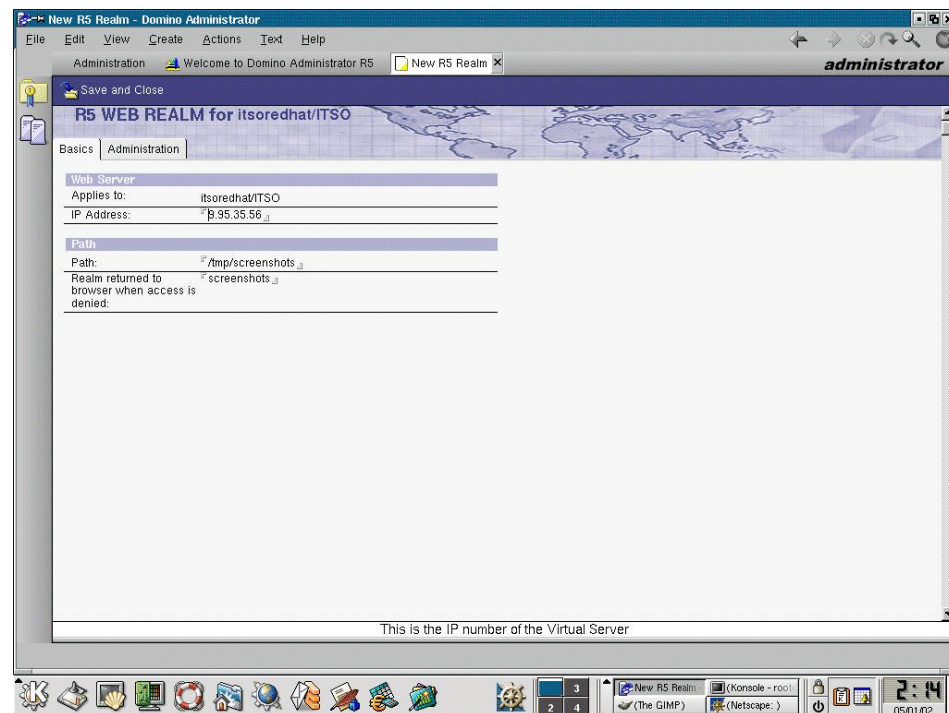 New R5 Realm - Domino Administrator
File Edit View Create Actions Text Help
Administration Welcome to Domino Administrator R5 New R5 Realm
administrator
Save and Close
R5 WEB REALM for itsoredhat/ITSO
Basics Administration
Web Server
Applies to: itsoredhat/ITSO
IP Address: 9.95.35.56
Path
Path: /tmp/screenshots
Realm returned to screenshots
browser when access is
denied:
This is the IP number of the Virtual Server
3
2 4
New R5 Realm - (Konsole - root
(The GIMP) (Netscape: )
2:14
05/01/02